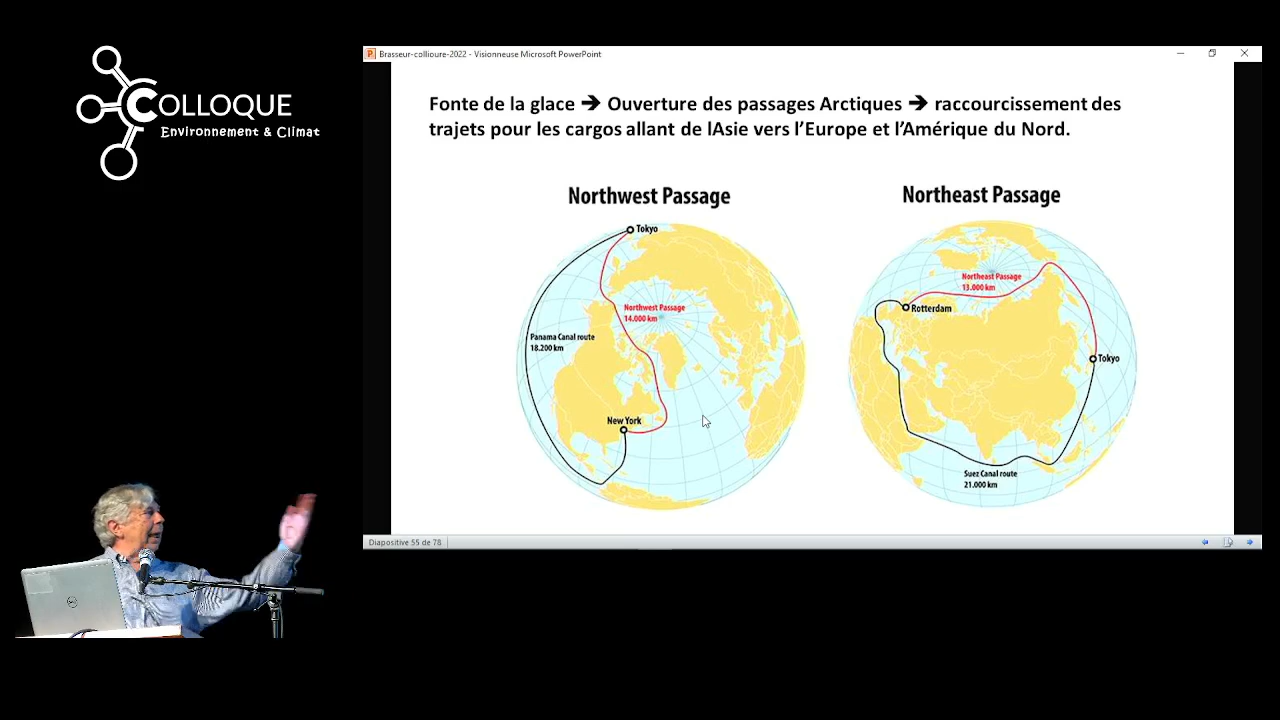 COLLOQUE
Environnement & Climat
Brasseur-collioure-2022 - Visionneuse Microsoft PowerPoint
Fonte de la glace ➔ Ouverture des passages Arctiques ➔ raccourcissement des
trajets pour les cargos allant de lAsie vers l’Europe et l’Amérique du Nord.
Northwest Passage
Tokyo
Northwest Passage
14.000 km
Panama Canal route
18.200 km
New York
Northeast Passage
Northeast Passage
13.000 km
Rotterdam
Tokyo
Suez Canal route
21.000 km
Diapositive 55 de 78